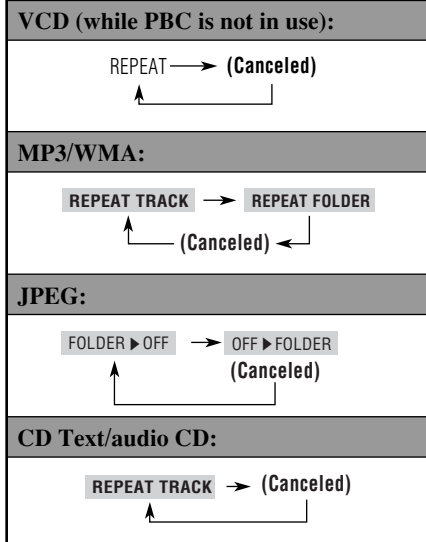 VCD (while PBC is not in use):
REPEAT (Canceled)
MP3/WMA:
REPEAT TRACK REPEAT FOLDER
(Canceled)
JPEG:
FOLDER ▶ OFF OFF ▶ FOLDER
(Canceled)
CD Text/audio CD:
REPEAT TRACK (Canceled)